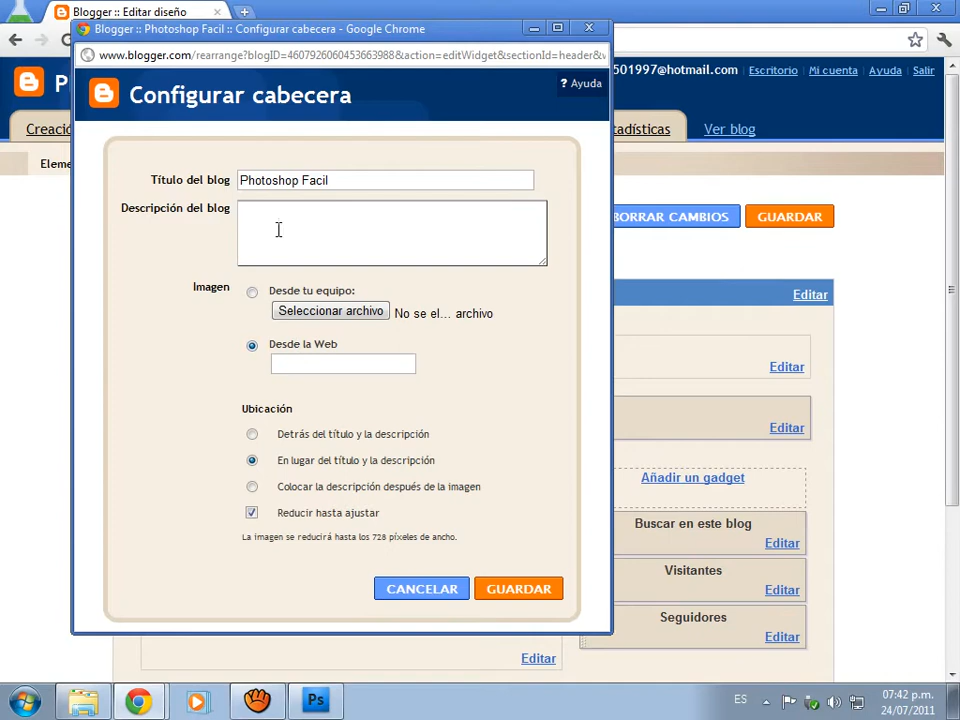 Blogger :: Editar diseño
Blogger :: Photoshop Facil :: Configurar cabecera - Google Chrome
www.blogger.com/rearrange?blogID=4607926060453663988&action=editWidget&sectionId=header&
501997@hotmail.com Escritorio Mi cuenta Ayuda Salir
P
Configurar cabecera
? Ayuda
Creació
adísticas
Ver blog
Eleme
Título del blog
Photoshop Facil
Descripción del blog
BORRAR CAMBIOS
GUARDAR
Imagen
Desde tu equipo:
Editar
Seleccionar archivo
No se el... archivo
Desde la Web
Editar
Ubicación
Detrás del título y la descripción
Editar
En lugar del título y la descripción
Añadir un gadget
Colocar la descripción después de la imagen
Reducir hasta ajustar
Buscar en este blog
La imagen se reducirá hasta los 728 píxeles de ancho.
Editar
Visitantes
CANCELAR
GUARDAR
Editar
Seguidores
Editar
Editar
Ps
ES
07:42 p.m.
24/07/2011